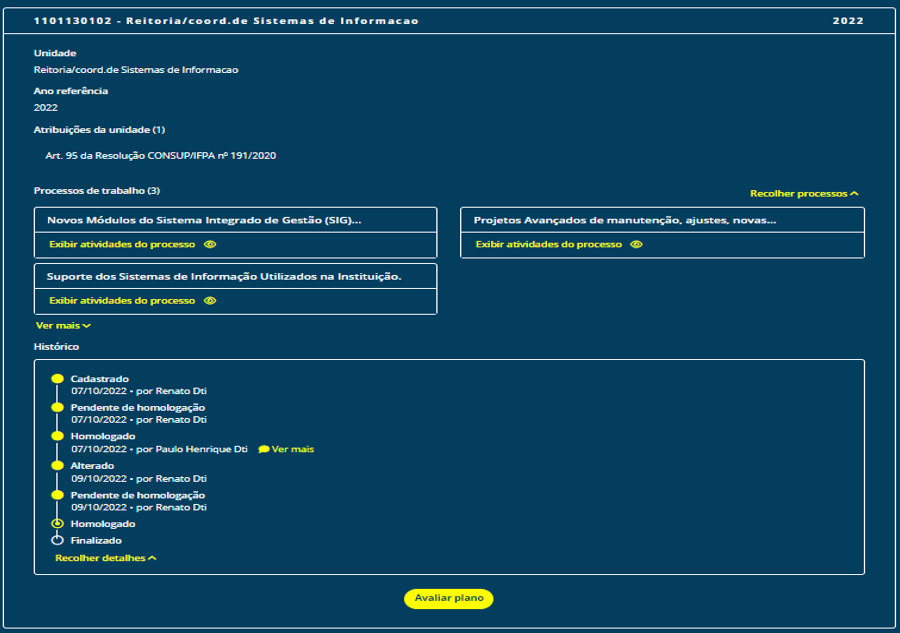 1101130102 - Reitoria/coord.de Sistemas de Informacao 2022
Unidade
Reitoria/coord.de Sistemas de Informacao
Ano referência
2022
Atribuições da unidade (1)
Art. 95 da Resolução CONSUP/IFPA nº 191/2020
Processos de trabalho (3)
Recolher processos
Novos Módulos do Sistema Integrado de Gestão (SIG)...
Exibir atividades do processo
Projetos Avançados de manutenção, ajustes, novas...
Exibir atividades do processo
Suporte dos Sistemas de Informação Utilizados na Instituição.
Exibir atividades do processo
Ver mais
Histórico
Cadastrado
07/10/2022 • por Renato Dti
Pendente de homologação
07/10/2022 • por Renato Dti
Homologado
07/10/2022 • por Paulo Henrique Dti Ver mais
Alterado
09/10/2022 • por Renato Dti
Pendente de homologação
09/10/2022 • por Renato Dti
Homologado
Finalizado
Recolher detalhes
Avaliar plano